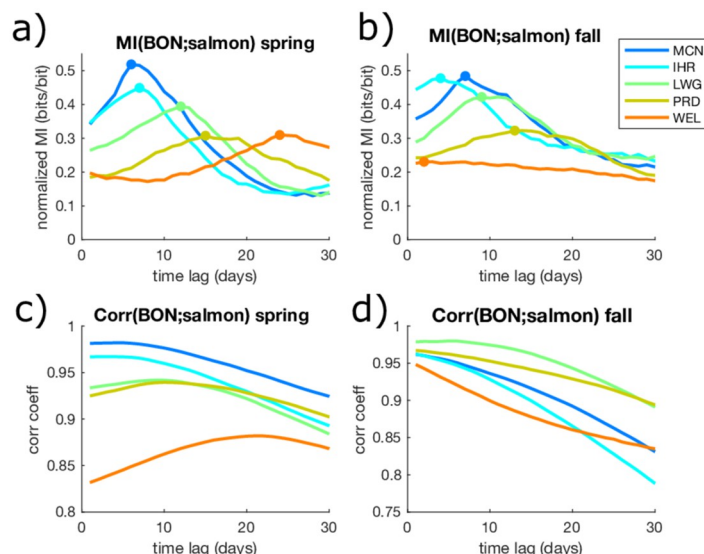 a) MI(BON;salmon) spring
normalized MI (bits/bit)
0.5
0.4
0.3
0.2
0.1
0
0 10 20 30
time lag (days)
b) MI(BON;salmon) fall
normalized MI (bits/bit)
0.5
0.4
0.3
0.2
0.1
0
0 10 20 30
time lag (days)
MCN
IHR
LWG
PRD
WEL
c) Corr(BON;salmon) spring
corr coeff
1
0.95
0.9
0.85
0.8
0 10 20 30
time lag (days)
d) Corr(BON;salmon) fall
corr coeff
1
0.95
0.9
0.85
0.8
0.75
0 10 20 30
time lag (days)